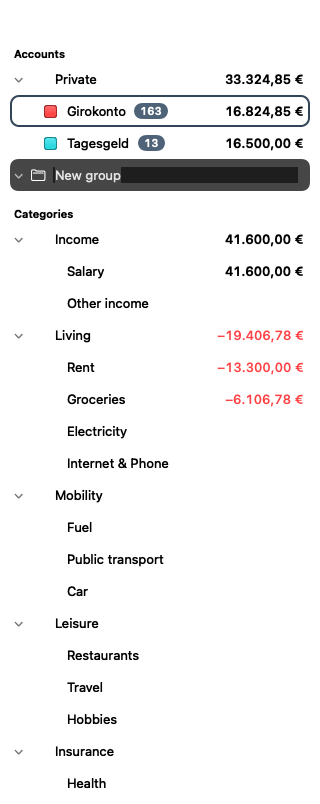 Accounts
Private 33.324,85 €
Girokonto 163 16.824,85 €
Tagesgeld 13 16.500,00 €
New group
Categories
Income 41.600,00 €
Salary 41.600,00 €
Other income
Living −19.406,78 €
Rent −13.300,00 €
Groceries −6.106,78 €
Electricity
Internet & Phone
Mobility
Fuel
Public transport
Car
Leisure
Restaurants
Travel
Hobbies
Insurance
Health